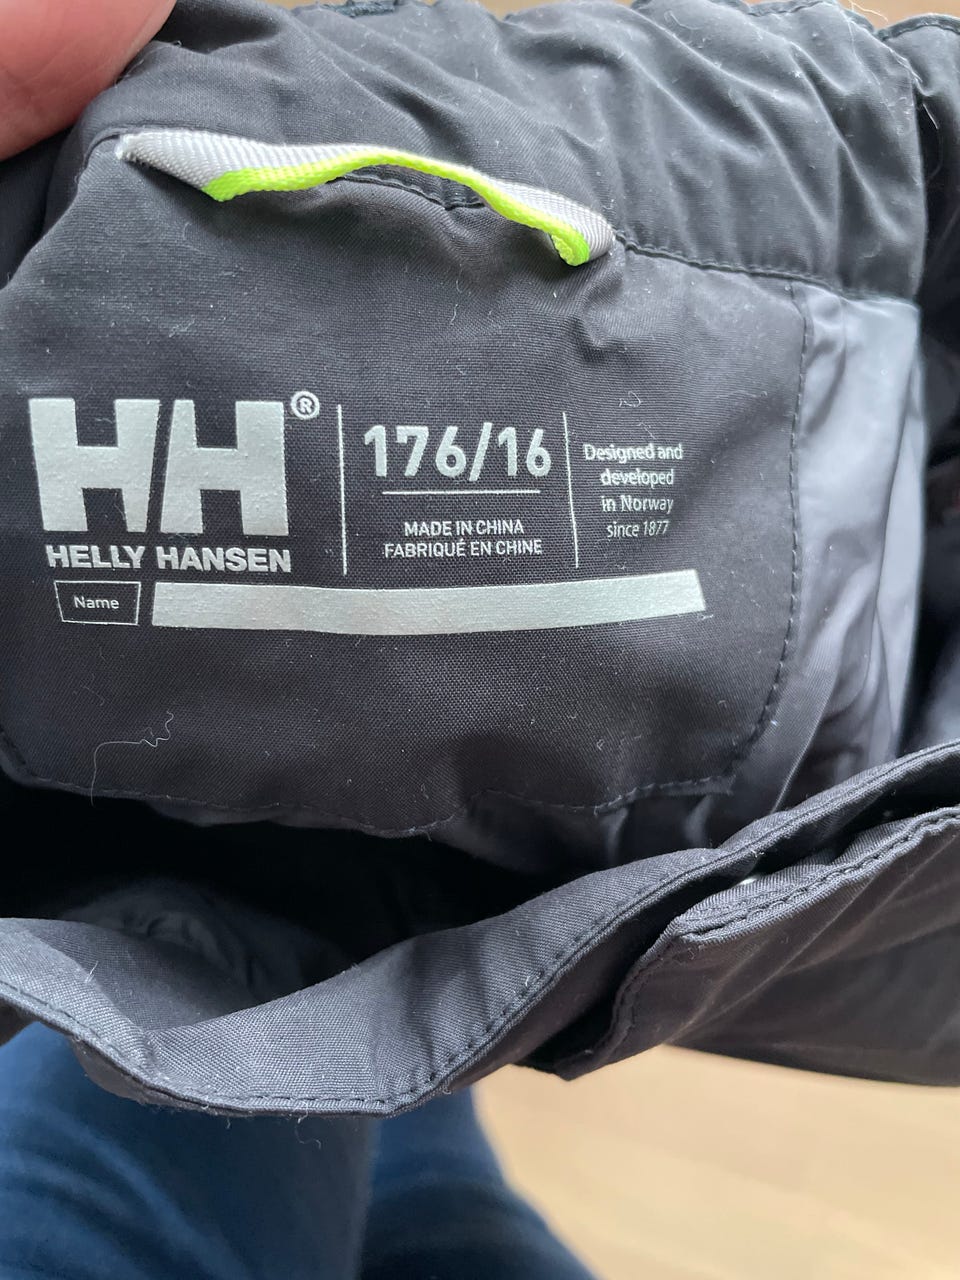 HH®
HELLY HANSEN
Name
176/16
MADE IN CHINA
FABRIQUÉ EN CHINE
Designed and
developed
in Norway
since 1877